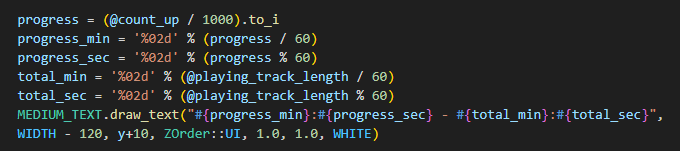 progress = (@count_up / 1000).to_i
progress_min = '%02d' % (progress / 60)
progress_sec = '%02d' % (progress % 60)
total_min = '%02d' % (@playing_track_length / 60)
total_sec = '%02d' % (@playing_track_length % 60)
MEDIUM_TEXT.draw_text("#{progress_min}:#{progress_sec} - #{total_min}:#{total_sec}",
WIDTH - 120, y+10, ZOrder::UI, 1.0, 1.0, WHITE)